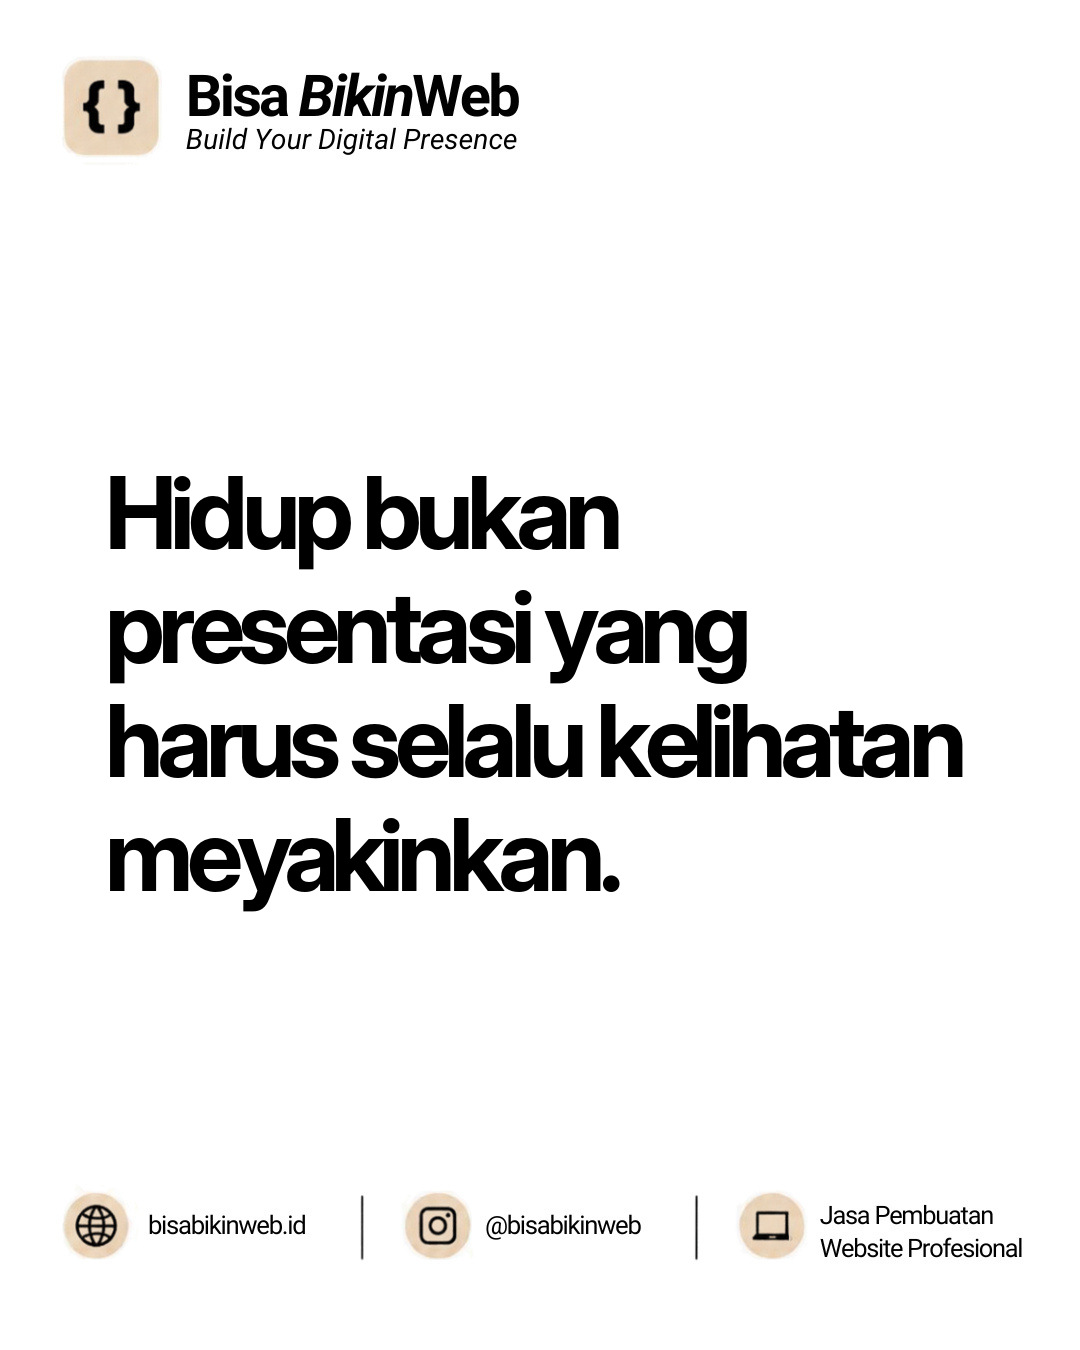 { }
Bisa BikinWeb
Build Your Digital Presence
Hidup bukan
presentasi yang
harus selalu kelihatan
meyakinkan.
bisabikinweb.id
@bisabikinweb
Jasa Pembuatan
Website Profesional